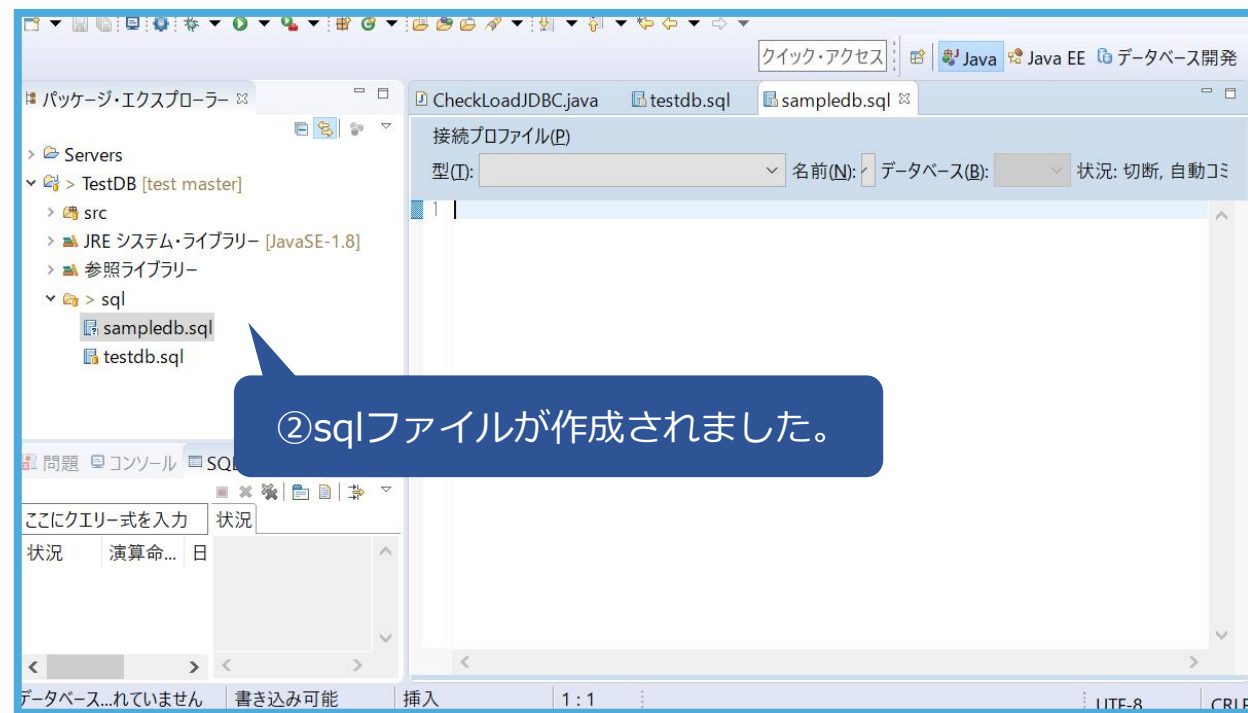 クイック・アクセス Java Java EE データベース開発
パッケージ・エクスプローラー
CheckLoadJDBC.java testdb.sql sampledb.sql
接続プロファイル(P)
型(T): 名前(N): データベース(B): 状況: 切断, 自動コミ
> Servers
> TestDB [test master]
> src
> JRE システム・ライブラリー [JavaSE-1.8]
> 参照ライブラリー
> sql
sampledb.sql
testdb.sql
1
②sqlファイルが作成されました。
問題 コンソール SQL
ここにクエリー式を入力 状況
状況 演算命... 日
データベース...れていません 書き込み可能 挿入 1 : 1 UTF-8 CRLF